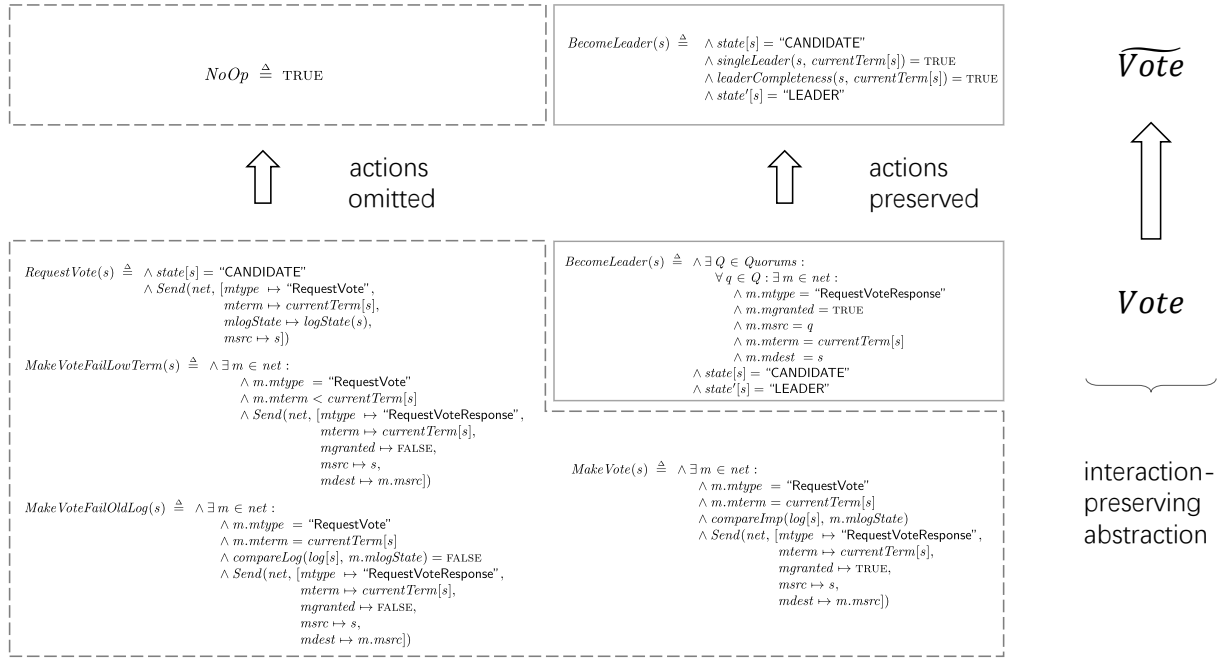 NoOp ≜ TRUE
BecomeLeader(s) ≜ ∧ state[s] = “CANDIDATE”
∧ singleLeader(s, currentTerm[s]) = TRUE
∧ leaderCompleteness(s, currentTerm[s]) = TRUE
∧ state′[s] = “LEADER”
Vote
actions
omitted
actions
preserved
RequestVote(s) ≜ ∧ state[s] = “CANDIDATE”
∧ Send(net, [mtype ↦ “RequestVote”,
mterm ↦ currentTerm[s],
mlogState ↦ logState(s),
msrc ↦ s])
MakeVoteFailLowTerm(s) ≜ ∧ ∃ m ∈ net :
∧ m.mtype = “RequestVote”
∧ m.mterm < currentTerm[s]
∧ Send(net, [mtype ↦ “RequestVoteResponse”,
mterm ↦ currentTerm[s],
mgranted ↦ FALSE,
msrc ↦ s,
mdest ↦ m.msrc])
MakeVoteFailOldLog(s) ≜ ∧ ∃ m ∈ net :
∧ m.mtype = “RequestVote”
∧ m.mterm = currentTerm[s]
∧ compareLog(log[s], m.mlogState) = FALSE
∧ Send(net, [mtype ↦ “RequestVoteResponse”,
mterm ↦ currentTerm[s],
mgranted ↦ FALSE,
msrc ↦ s,
mdest ↦ m.msrc])
BecomeLeader(s) ≜ ∧ ∃ Q ∈ Quorums :
∀ q ∈ Q : ∃ m ∈ net :
∧ m.mtype = “RequestVoteResponse”
∧ m.mgranted = TRUE
∧ m.msrc = q
∧ m.mterm = currentTerm[s]
∧ m.mdest = s
∧ state[s] = “CANDIDATE”
∧ state′[s] = “LEADER”
MakeVote(s) ≜ ∧ ∃ m ∈ net :
∧ m.mtype = “RequestVote”
∧ m.mterm = currentTerm[s]
∧ compareImp(log[s], m.mlogState)
∧ Send(net, [mtype ↦ “RequestVoteResponse”,
mterm ↦ currentTerm[s],
mgranted ↦ TRUE,
msrc ↦ s,
mdest ↦ m.msrc])
Vote
interaction-
preserving
abstraction